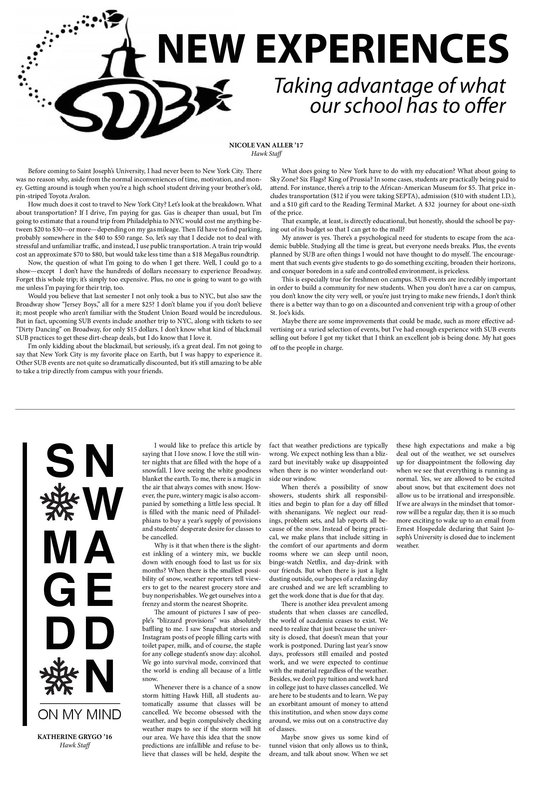 NEW EXPERIENCES
SUB
Taking advantage of what
our school has to offer
NICOLE VAN ALLER '17
Hawk Staff
Before coming to Saint Joseph's University, I had never been to New York City. There
was no reason why, aside from the normal inconveniences of time, motivation, and mon-
ey. Getting around is tough when you're a high school student driving your brother's old,
pin-striped Toyota Avalon.
How much does it cost to travel to New York City? Let's look at the breakdown. What
about transportation? If I drive, I'm paying for gas. Gas is cheaper than usual, but I'm
going to estimate that a round trip from Philadelphia to NYC would cost me anything be-
tween $20 to $30—or more—depending on my gas mileage. Then I'd have to find parking,
probably somewhere in the $40 to $50 range. So, let's say that I decide not to deal with
stressful and unfamiliar traffic, and instead, I use public transportation. A train trip would
cost an approximate $70 to $80, but would take less time than a $18 MegaBus roundtrip.
Now, the question of what I'm going to do when I get there. Well, I could go to a
show—except I don't have the hundreds of dollars necessary to experience Broadway.
Forget this whole trip; it's simply too expensive. Plus, no one is going to want to go with
me unless I'm paying for their trip, too.
Would you believe that last semester I not only took a bus to NYC, but also saw the
Broadway show "Jersey Boys," all for a mere $25? I don't blame you if you don't believe
it; most people who aren't familiar with the Student Union Board would be incredulous.
But in fact, upcoming SUB events include another trip to NYC, along with tickets to see
"Dirty Dancing" on Broadway, for only $15 dollars. I don't know what kind of blackmail
SUB practices to get these dirt-cheap deals, but I do know that I love it.
I'm only kidding about the blackmail, but seriously, it's a great deal. I'm not going to
say that New York City is my favorite place on Earth, but I was happy to experience it.
Other SUB events are not quite so dramatically discounted, but it's still amazing to be able
to take a trip directly from campus with your friends.
What does going to New York have to do with my education? What about going to
Sky Zone? Six Flags? King of Prussia? In some cases, students are practically being paid to
attend. For instance, there's a trip to the African-American Museum for $5. That price in-
cludes transportation ($12 if you were taking SEPTA), admission ($10 with student I.D.),
and a $10 gift card to the Reading Terminal Market. A $32 journey for about one-sixth
of the price.
That example, at least, is directly educational, but honestly, should the school be pay-
ing out of its budget so that I can get to the mall?
My answer is yes. There's a psychological need for students to escape from the aca-
demic bubble. Studying all the time is great, but everyone needs breaks. Plus, the events
planned by SUB are often things I would not have thought to do myself. The encourage-
ment that such events give students to go do something exciting, broaden their horizons,
and conquer boredom in a safe and controlled environment, is priceless.
This is especially true for freshmen on campus. SUB events are incredibly important
in order to build a community for new students. When you don't have a car on campus,
you don't know the city very well, or you're just trying to make new friends, I don't think
there is a better way than to go on a discounted and convenient trip with a group of other
St. Joe's kids.
Maybe there are some improvements that could be made, such as more effective ad-
vertising or a varied selection of events, but I've had enough experience with SUB events
selling out before I got my ticket that I think an excellent job is being done. My hat goes
off to the people in charge.
SN
W
MA
GE
DD
N
ON MY MIND
KATHERINE GRYGO '16
Hawk Staff
I would like to preface this article by
saying that I love snow. I love the still win-
ter nights that are filled with the hope of a
snowfall. I love seeing the white goodness
blanket the earth. To me, there is a magic in
the air that always comes with snow. How-
ever, the pure, wintery magic is also accom-
panied by something a little less special. It
is filled with the manic need of Philadel-
phians to buy a year's supply of provisions
and students' desperate desire for classes to
be cancelled.
Why is it that when there is the slight-
est inkling of a wintery mix, we buckle
down with enough food to last us for six
months? When there is the smallest possi-
bility of snow, weather reporters tell view-
ers to get to the nearest grocery store and
buy nonperishables. We get ourselves into a
frenzy and storm the nearest Shoprite.
The amount of pictures I saw of peo-
ple's "blizzard provisions" was absolutely
baffling to me. I saw Snapchat stories and
Instagram posts of people filling carts with
toilet paper, milk, and of course, the staple
for any college student's snow day: alcohol.
We go into survival mode, convinced that
the world is ending all because of a little
snow.
Whenever there is a chance of a snow
storm hitting Hawk Hill, all students au-
tomatically assume that classes will be
cancelled. We become obsessed with the
weather, and begin compulsively checking
weather maps to see if the storm will hit
our area. We have this idea that the snow
predictions are infallible and refuse to be-
lieve that classes will be held, despite the
fact that weather predictions are typically
wrong. We expect nothing less than a bliz-
zard but inevitably wake up disappointed
when there is no winter wonderland out-
side our window.
When there's a possibility of snow
showers, students shirk all responsibil-
ities and begin to plan for a day off filled
with shenanigans. We neglect our read-
ings, problem sets, and lab reports all be-
cause of the snow. Instead of being practi-
cal, we make plans that include sitting in
the comfort of our apartments and dorm
rooms where we can sleep until noon,
binge-watch Netflix, and day-drink with
our friends. But when there is just a light
dusting outside, our hopes of a relaxing day
are crushed and we are left scrambling to
get the work done that is due for that day.
There is another idea prevalent among
students that when classes are cancelled,
the world of academia ceases to exist. We
need to realize that just because the univer-
sity is closed, that doesn't mean that your
work is postponed. During last year's snow
days, professors still emailed and posted
work, and we were expected to continue
with the material regardless of the weather.
Besides, we don't pay tuition and work hard
in college just to have classes cancelled. We
are here to be students and to learn. We pay
an exorbitant amount of money to attend
this institution, and when snow days come
around, we miss out on a constructive day
of classes.
Maybe snow gives us some kind of
tunnel vision that only allows us to think,
dream, and talk about snow. When we set
these high expectations and make a big
deal out of the weather, we set ourselves
up for disappointment the following day
when we see that everything is running as
normal. Yes, we are allowed to be excited
about snow, but that excitement does not
allow us to be irrational and irresponsible.
If we are always in the mindset that tomor-
row will be a regular day, then it is so much
more exciting to wake up to an email from
Ernest Hospedale declaring that Saint Jo-
seph's University is closed due to inclement
weather.